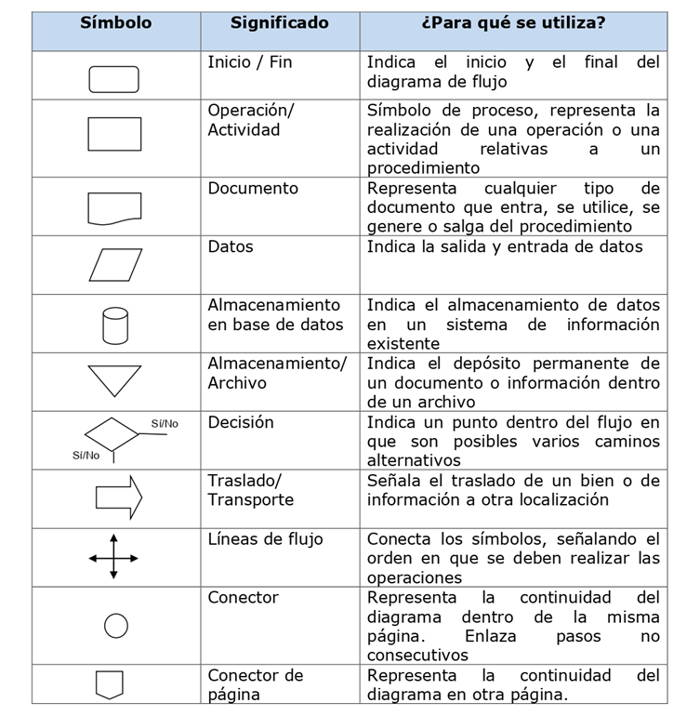 Símbolo Significado ¿Para qué se utiliza?
Inicio / Fin
Indica el inicio y el final del
diagrama de flujo
Operación/
Actividad
Símbolo de proceso, representa la
realización de una operación o una
actividad relativas a un
procedimiento
Documento
Representa cualquier tipo de
documento que entra, se utilice, se
genere o salga del procedimiento
Datos
Indica la salida y entrada de datos
Almacenamiento
en base de datos
Indica el almacenamiento de datos
en un sistema de información
existente
Almacenamiento/
Archivo
Indica el depósito permanente de
un documento o información dentro
de un archivo
Sí/No
Sí/No
Decisión
Indica un punto dentro del flujo en
que son posibles varios caminos
alternativos
Traslado/
Transporte
Señala el traslado de un bien o de
información a otra localización
Líneas de flujo
Conecta los símbolos, señalando el
orden en que se deben realizar las
operaciones
Conector
Representa la continuidad del
diagrama dentro de la misma
página. Enlaza pasos no
consecutivos
Conector de
página
Representa la continuidad del
diagrama en otra página.